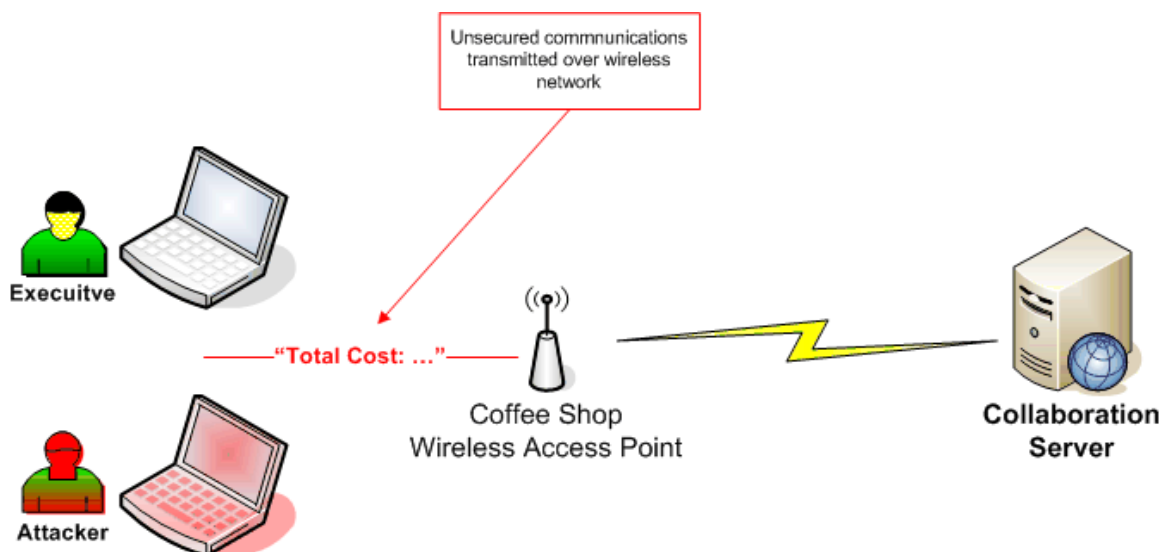 Unsecured commnunications
transmitted over wireless
network
Execuitve
“Total Cost: …”
Coffee Shop
Wireless Access Point
Collaboration
Server
Attacker